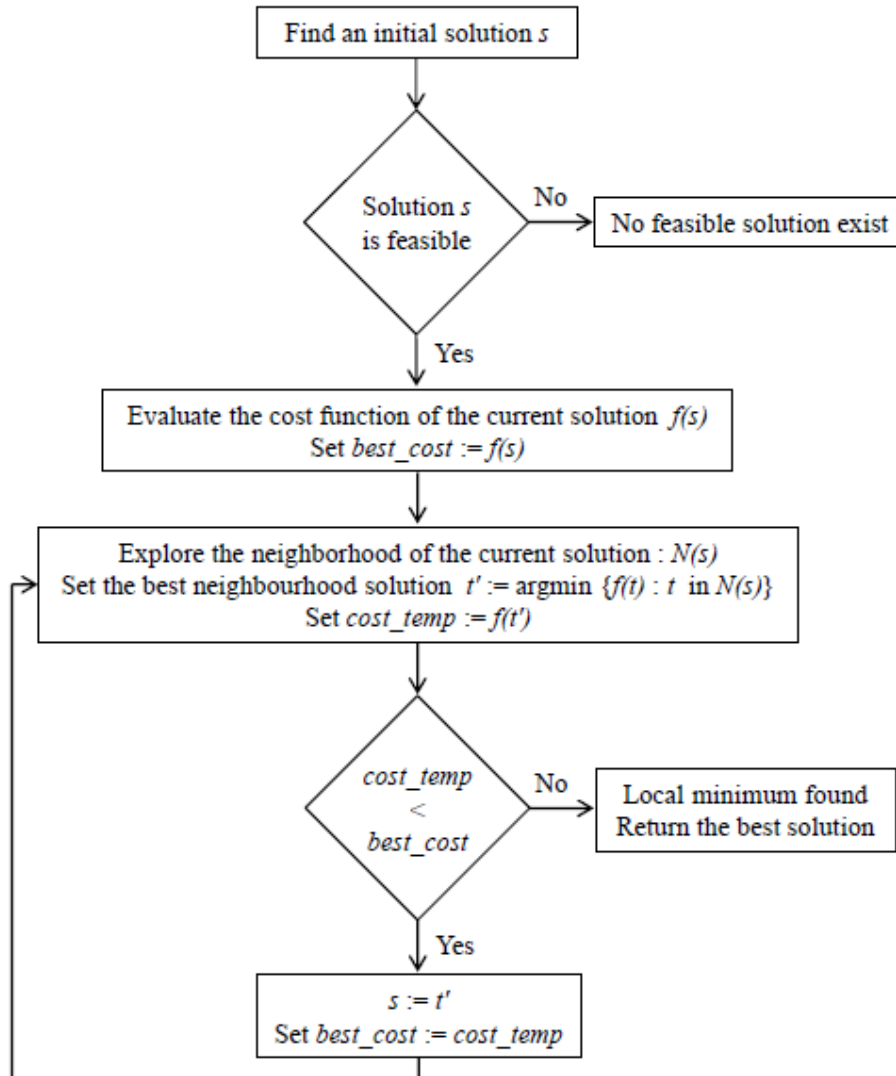 Find an initial solution s
Solution s
is feasible
No
No feasible solution exist
Yes
Evaluate the cost function of the current solution f(s)
Set best_cost := f(s)
Explore the neighborhood of the current solution : N(s)
Set the best neighbourhood solution t' := argmin {f(t) : t in N(s)}
Set cost_temp := f(t')
cost_temp
<
best_cost
No
Local minimum found
Return the best solution
Yes
s := t'
Set best_cost := cost_temp